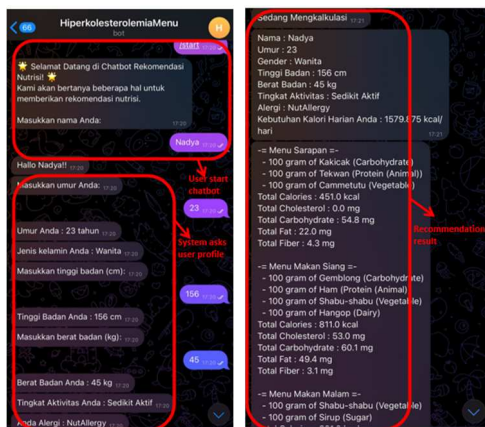 66
HiperkolesterolemiaMenu
bot
H
/start 17:20
🌟 Selamat Datang di Chatbot Rekomendasi
Nutrisi! 🌟
Kami akan bertanya beberapa hal untuk
memberikan rekomendasi nutrisi.
Masukkan nama Anda:
17:20
Nadya 17:20
User start
chatbot
Hallo Nadya!! 17:20
Masukkan umur Anda: 17:20
23 17:20
System asks
user profile
Umur Anda : 23 tahun 17:20
Jenis kelamin Anda : Wanita 17:20
Masukkan tinggi badan (cm): 17:20
156 17:20
Tinggi Badan Anda : 156 cm 17:20
Masukkan berat badan (kg): 17:20
45 17:20
Berat Badan Anda : 45 kg 17:20
Tingkat Aktivitas Anda : Sedikit Aktif 17:20
Anda Alergi : NutAllergy
Sedang Mengkalkulasi 17:21
Nama : Nadya
Umur : 23
Gender : Wanita
Tinggi Badan : 156 cm
Berat Badan : 45 kg
Tingkat Aktivitas : Sedikit Aktif
Alergi : NutAllergy
Kebutuhan Kalori Harian Anda : 1579.875 kcal/
hari
17:21
-= Menu Sarapan =-
- 100 gram of Kakicak (Carbohydrate)
- 100 gram of Tekwan (Protein (Animal))
- 100 gram of Cammetutu (Vegetable)
Total Calories : 451.0 kcal
Total Cholesterol : 0.0 mg
Total Carbohydrate : 54.8 mg
Total Fat : 22.0 mg
Total Fiber : 4.3 mg
Recommendation
result
-= Menu Makan Siang =-
- 100 gram of Gemblong (Carbohydrate)
- 100 gram of Ham (Protein (Animal)
- 100 gram of Shabu-shabu (Vegetable)
- 100 gram of Hangop (Dairy)
Total Calories : 811.0 kcal
Total Cholesterol : 53.0 mg
Total Carbohydrate : 60.1 mg
Total Fat : 49.4 mg
Total Fiber : 3.1 mg
-= Menu Makan Malam =-
- 100 gram of Shabu-shabu (Vegetable)
- 100 gram of Sirup (Sugar)